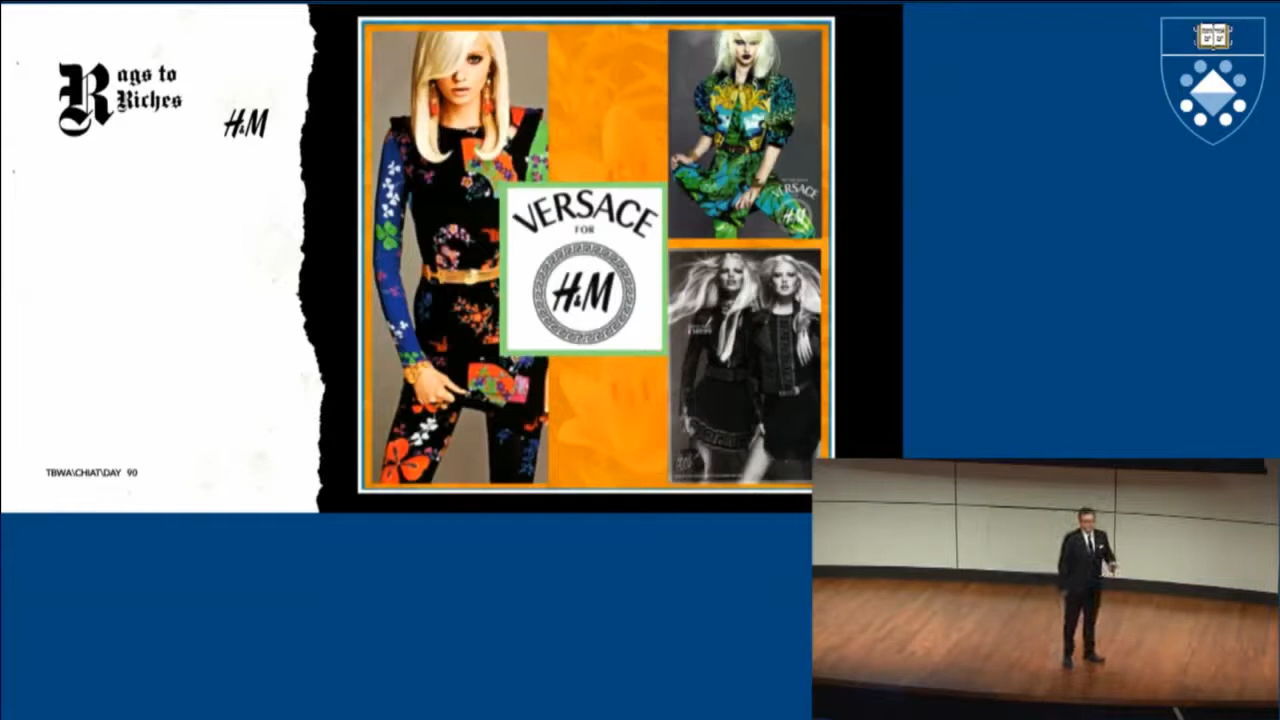 Rags to
Riches
H&M
TBWA\CHIAT\DAY 90
VERSACE
FOR
H&M
VERSACE
H&M